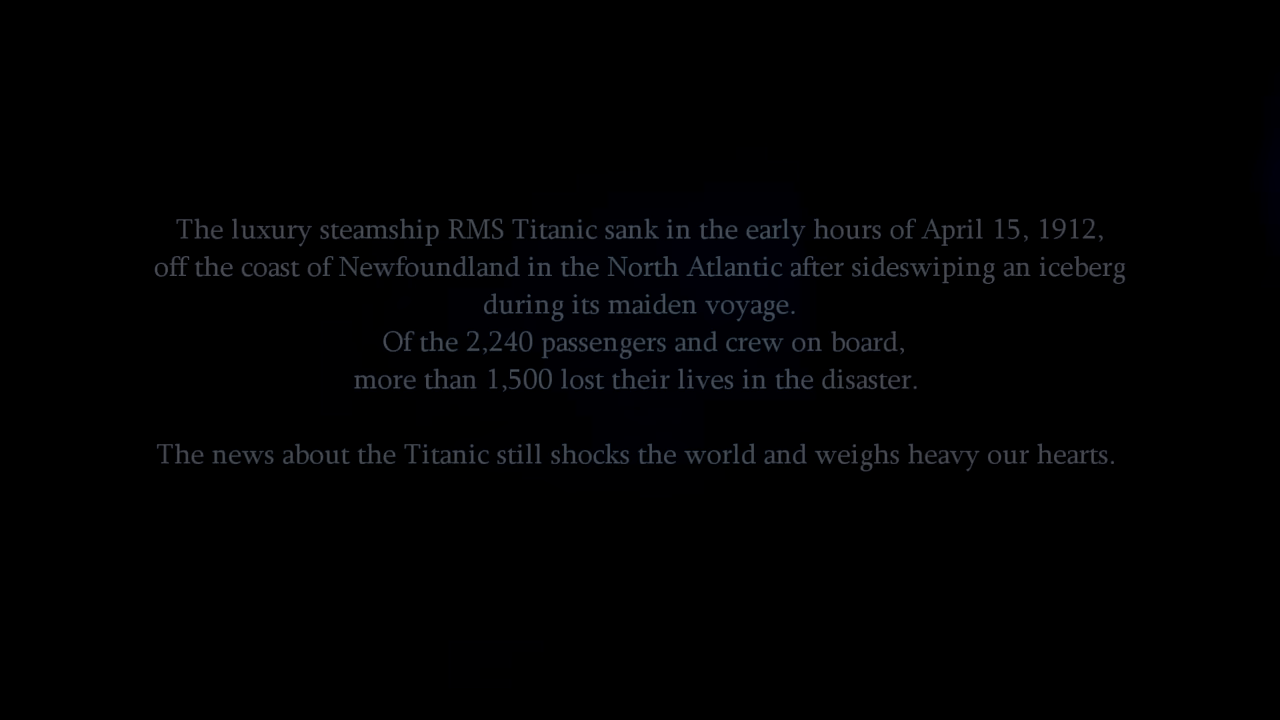 The luxury steamship RMS Titanic sank in the early hours of April 15, 1912,
off the coast of Newfoundland in the North Atlantic after sideswiping an iceberg
during its maiden voyage.
Of the 2,240 passengers and crew on board,
more than 1,500 lost their lives in the disaster.
The news about the Titanic still shocks the world and weighs heavy our hearts.